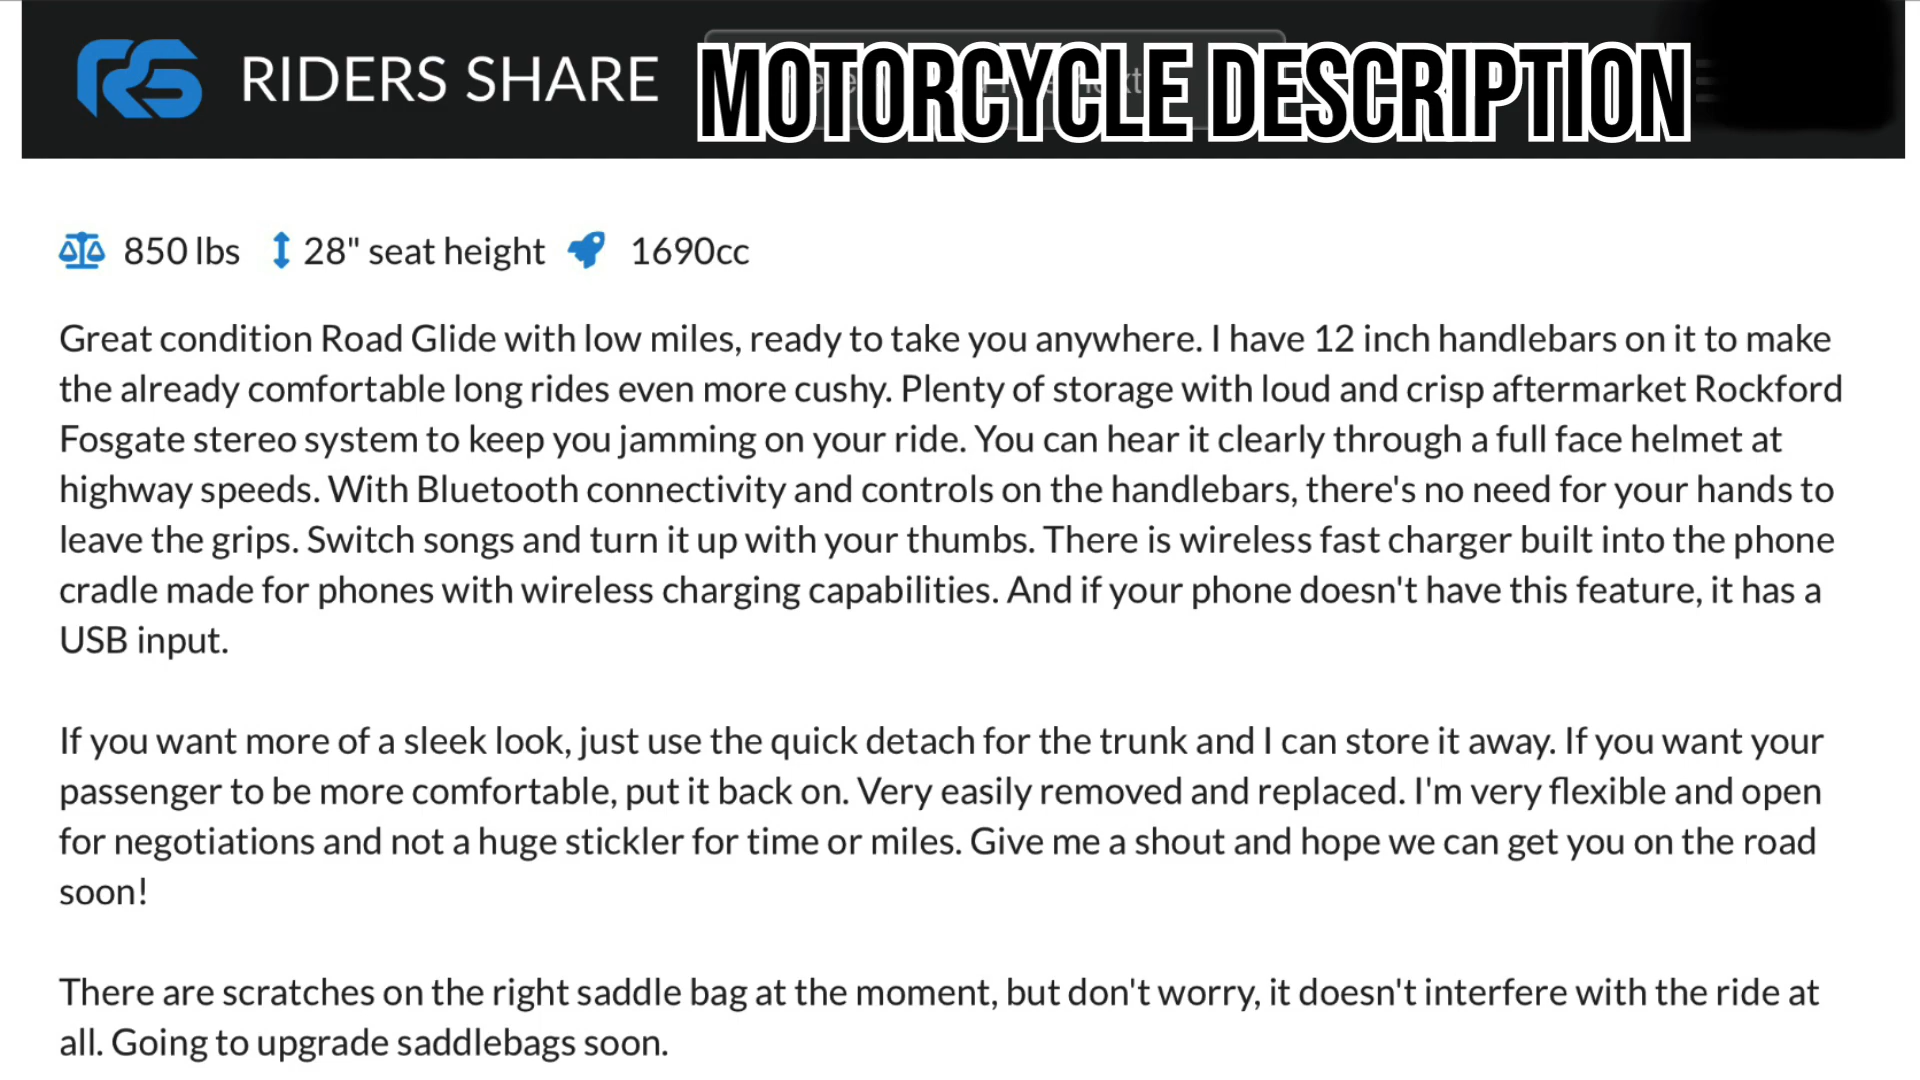 RIDERS SHARE
MOTORCYCLE DESCRIPTION
850 lbs 28" seat height 1690cc
Great condition Road Glide with low miles, ready to take you anywhere. I have 12 inch handlebars on it to make
the already comfortable long rides even more cushy. Plenty of storage with loud and crisp aftermarket Rockford
Fosgate stereo system to keep you jamming on your ride. You can hear it clearly through a full face helmet at
highway speeds. With Bluetooth connectivity and controls on the handlebars, there's no need for your hands to
leave the grips. Switch songs and turn it up with your thumbs. There is wireless fast charger built into the phone
cradle made for phones with wireless charging capabilities. And if your phone doesn't have this feature, it has a
USB input.
If you want more of a sleek look, just use the quick detach for the trunk and I can store it away. If you want your
passenger to be more comfortable, put it back on. Very easily removed and replaced. I'm very flexible and open
for negotiations and not a huge stickler for time or miles. Give me a shout and hope we can get you on the road
soon!
There are scratches on the right saddle bag at the moment, but don't worry, it doesn't interfere with the ride at
all. Going to upgrade saddlebags soon.